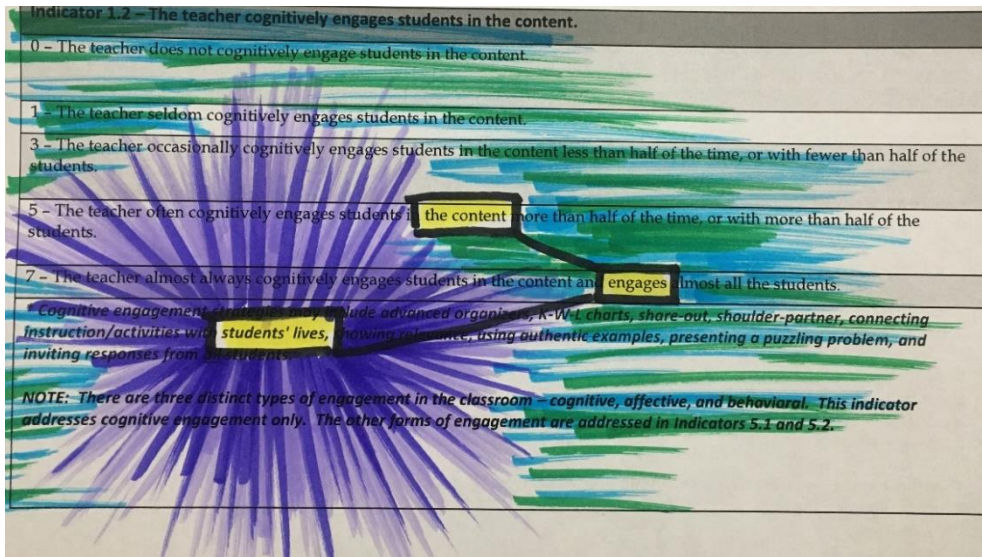 Indicator 1.2 – The teacher cognitively engages students in the content.
0 – The teacher does not cognitively engage students in the content.
1 – The teacher seldom cognitively engages students in the content.
3 – The teacher occasionally cognitively engages students in the content less than half of the time, or with fewer than half of the
students.
5 – The teacher often cognitively engages students in the content more than half of the time, or with more than half of the
students.
7 – The teacher almost always cognitively engages students in the content and engages almost all the students.
* Cognitive engagement strategies may include advanced organizers, K-W-L charts, share-out, shoulder-partner, connecting
instruction/activities with students' lives, showing relevance, using authentic examples, presenting a puzzling problem, and
inviting responses from all students.
NOTE: There are three distinct types of engagement in the classroom – cognitive, affective, and behavioral. This indicator
addresses cognitive engagement only. The other forms of engagement are addressed in Indicators 5.1 and 5.2.